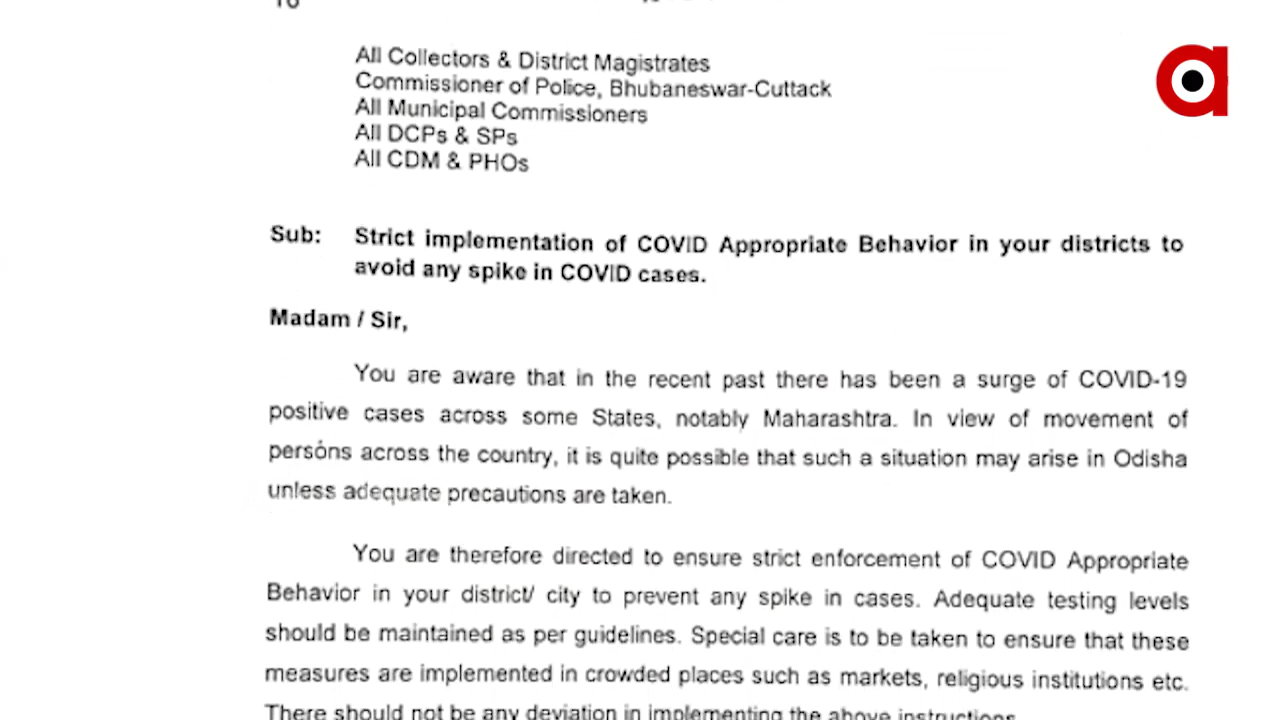 All Collectors & District Magistrates
Commissioner of Police, Bhubaneswar-Cuttack
All Municipal Commissioners
All DCPs & SPs
All CDM & PHOs
Sub: Strict implementation of COVID Appropriate Behavior in your districts to
avoid any spike in COVID cases.
Madam / Sir,
You are aware that in the recent past there has been a surge of COVID-19
positive cases across some States, notably Maharashtra. In view of movement of
persons across the country, it is quite possible that such a situation may arise in Odisha
unless adequate precautions are taken.
You are therefore directed to ensure strict enforcement of COVID Appropriate
Behavior in your district/ city to prevent any spike in cases. Adequate testing levels
should be maintained as per guidelines. Special care is to be taken to ensure that these
measures are implemented in crowded places such as markets, religious institutions etc.
There should not be any deviation in implementing the above instructions.